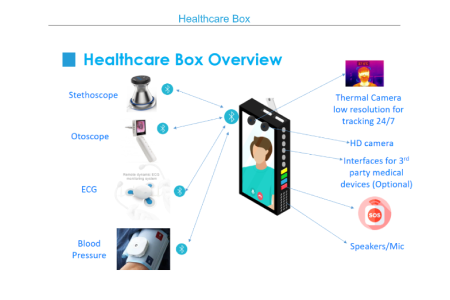 Healthcare Box
Healthcare Box Overview
Stethoscope
Otoscope
ECG
Blood
Pressure
Thermal Camera
low resolution for
tracking 24/7
HD camera
Interfaces for 3rd
party medical
devices (Optional)
SOS
Speakers/Mic